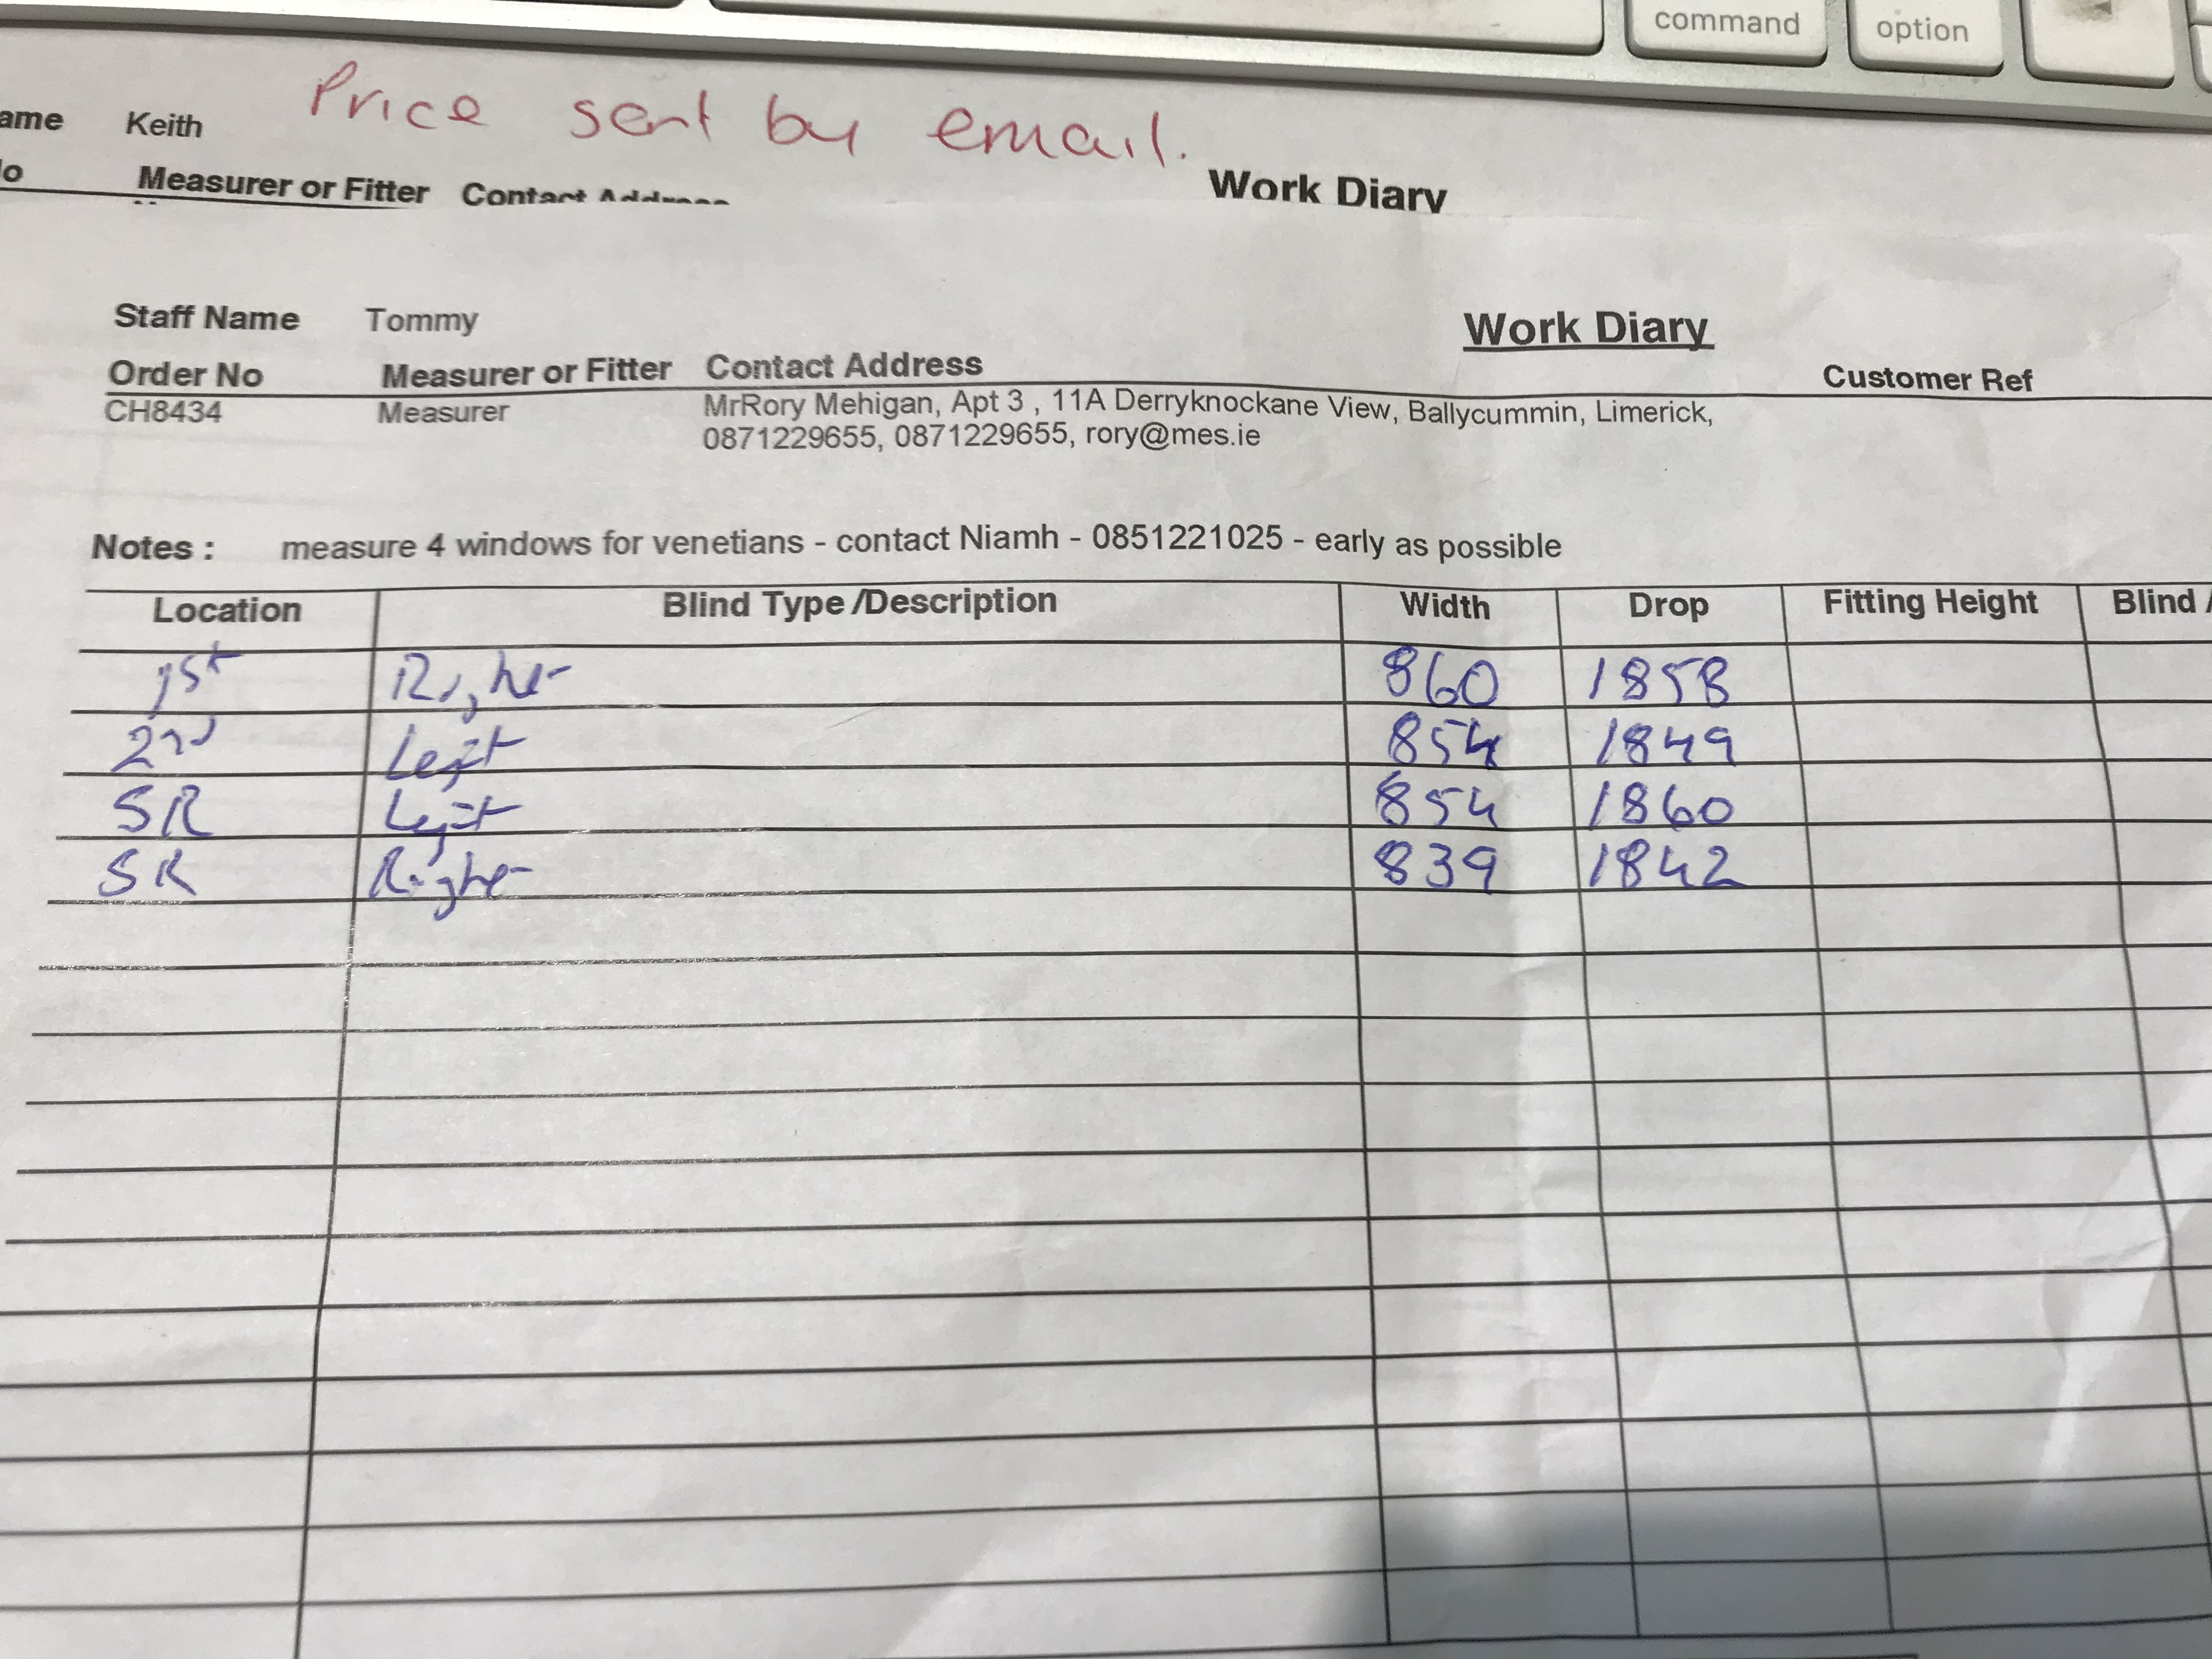 command option
Price sent by email.
ame Keith
Measurer or Fitter Contact Address
Work Diary
Staff Name Tommy
Work Diary
Order No Measurer or Fitter Contact Address Customer Ref
CH8434 Measurer MrRory Mehigan, Apt 3 , 11A Derryknockane View, Ballycummin, Limerick,
0871229655, 0871229655, rory@mes.ie
Notes : measure 4 windows for venetians - contact Niamh - 0851221025 - early as possible
Location Blind Type /Description Width Drop Fitting Height Blind
1st Right 860 1858
2nd Left 854 1849
SR Left 854 1860
SR Right 839 1842